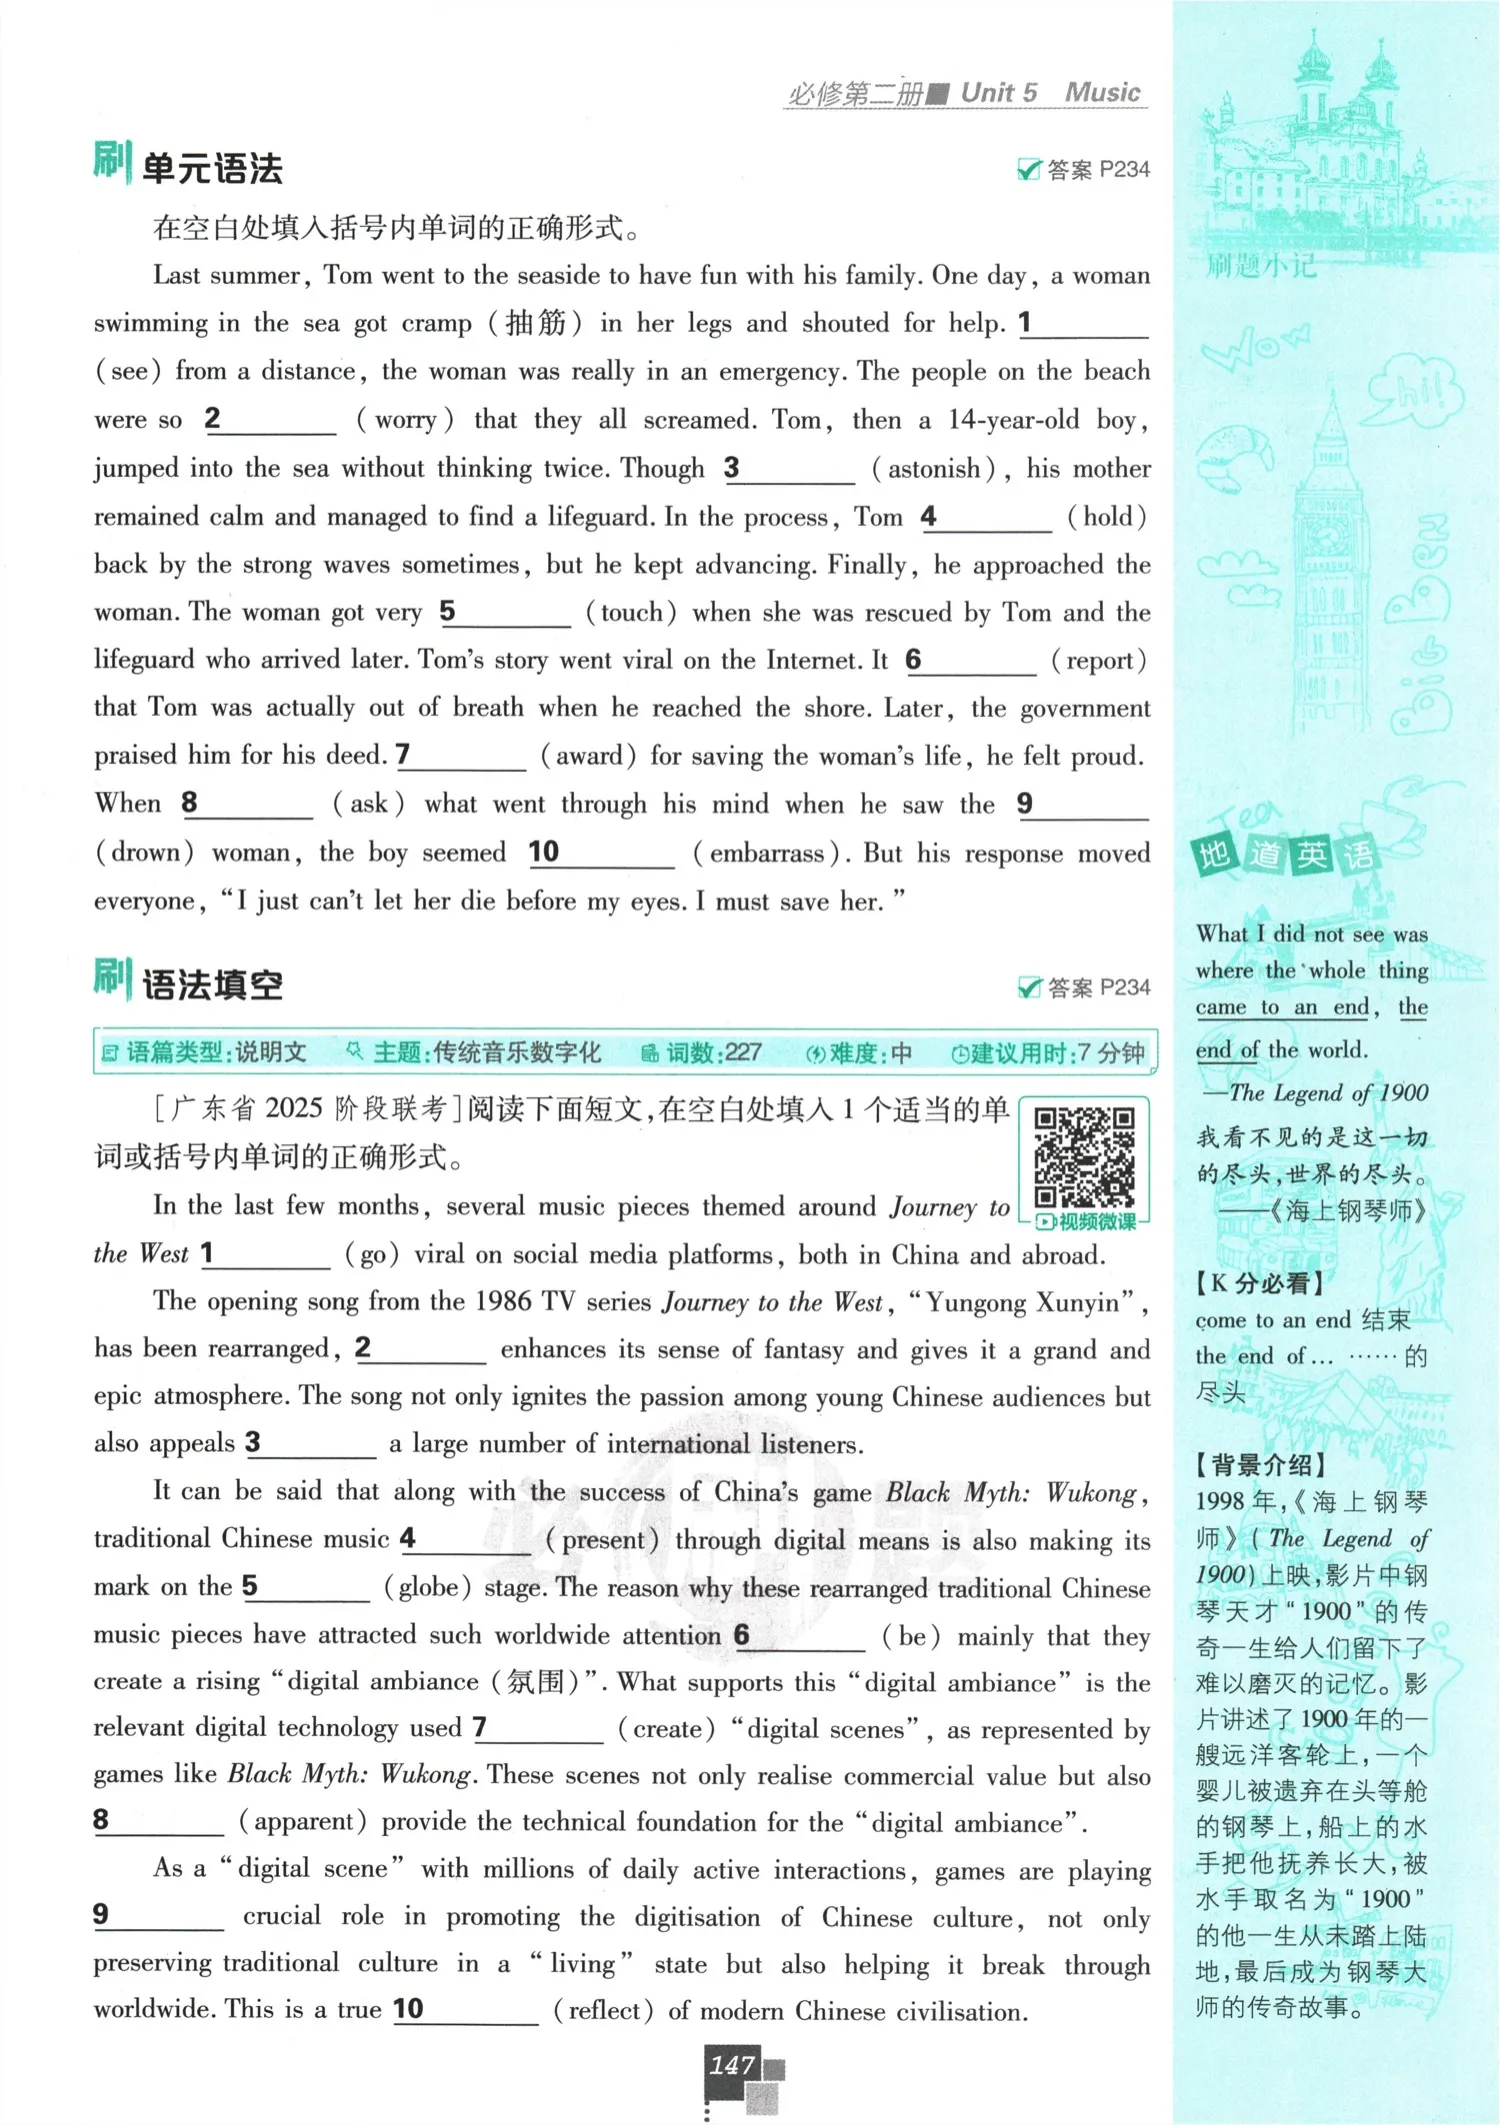 必修第二册 Unit 5 Music
刷 单元语法
答案 P234
在空白处填入括号内单词的正确形式。
Last summer, Tom went to the seaside to have fun with his family. One day, a woman
swimming in the sea got cramp (抽筋) in her legs and shouted for help. 1
(see) from a distance, the woman was really in an emergency. The people on the beach
were so 2 (worry) that they all screamed. Tom, then a 14-year-old boy,
jumped into the sea without thinking twice. Though 3 (astonish), his mother
remained calm and managed to find a lifeguard. In the process, Tom 4 (hold)
back by the strong waves sometimes, but he kept advancing. Finally, he approached the
woman. The woman got very 5 (touch) when she was rescued by Tom and the
lifeguard who arrived later. Tom's story went viral on the Internet. It 6 (report)
that Tom was actually out of breath when he reached the shore. Later, the government
praised him for his deed. 7 (award) for saving the woman's life, he felt proud.
When 8 (ask) what went through his mind when he saw the 9
(drown) woman, the boy seemed 10 (embarrass). But his response moved
everyone, "I just can't let her die before my eyes. I must save her. "
刷 语法填空
答案 P234
语篇类型:说明文 主题:传统音乐数字化 词数:227 难度:中 建议用时:7 分钟
[广东省 2025 阶段联考]阅读下面短文,在空白处填入 1 个适当的单
词或括号内单词的正确形式。
视频微课
In the last few months, several music pieces themed around Journey to
the West 1 (go) viral on social media platforms, both in China and abroad.
The opening song from the 1986 TV series Journey to the West, "Yungong Xunyin",
has been rearranged, 2 enhances its sense of fantasy and gives it a grand and
epic atmosphere. The song not only ignites the passion among young Chinese audiences but
also appeals 3 a large number of international listeners.
It can be said that along with the success of China's game Black Myth: Wukong,
traditional Chinese music 4 (present) through digital means is also making its
mark on the 5 (globe) stage. The reason why these rearranged traditional Chinese
music pieces have attracted such worldwide attention 6 (be) mainly that they
create a rising "digital ambiance (氛围)". What supports this "digital ambiance" is the
relevant digital technology used 7 (create) "digital scenes", as represented by
games like Black Myth: Wukong. These scenes not only realise commercial value but also
8 (apparent) provide the technical foundation for the "digital ambiance".
As a "digital scene" with millions of daily active interactions, games are playing
9 crucial role in promoting the digitisation of Chinese culture, not only
preserving traditional culture in a "living" state but also helping it break through
worldwide. This is a true 10 (reflect) of modern Chinese civilisation.
147
刷题小记
Wow
hi!
Big Ben
Tea
地道英语
What I did not see was
where the whole thing
came to an end, the
end of the world.
—The Legend of 1900
我看不见的是这一切
的尽头,世界的尽头。
——《海上钢琴师》
【K 分必看】
come to an end 结束
the end of... ……的
尽头
【背景介绍】
1998 年,《海上钢琴
师》(The Legend of
1900)上映,影片中钢
琴天才“1900”的传
奇一生给人们留下了
难以磨灭的记忆。影
片讲述了 1900 年的一
艘远洋客轮上,一个
婴儿被遗弃在头等舱
的钢琴上,船上的水
手把他抚养长大,被
水手取名为“1900”
的他一生从未踏上陆
地,最后成为钢琴大
师的传奇故事。